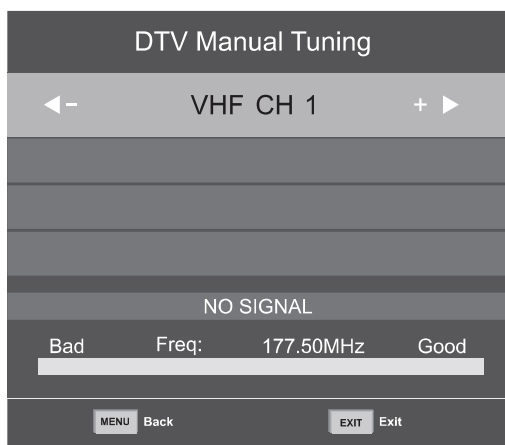 DTV Manual Tuning
- VHF CH 1 +
NO SIGNAL
Bad Freq: 177.50MHz Good
MENU Back EXIT Exit